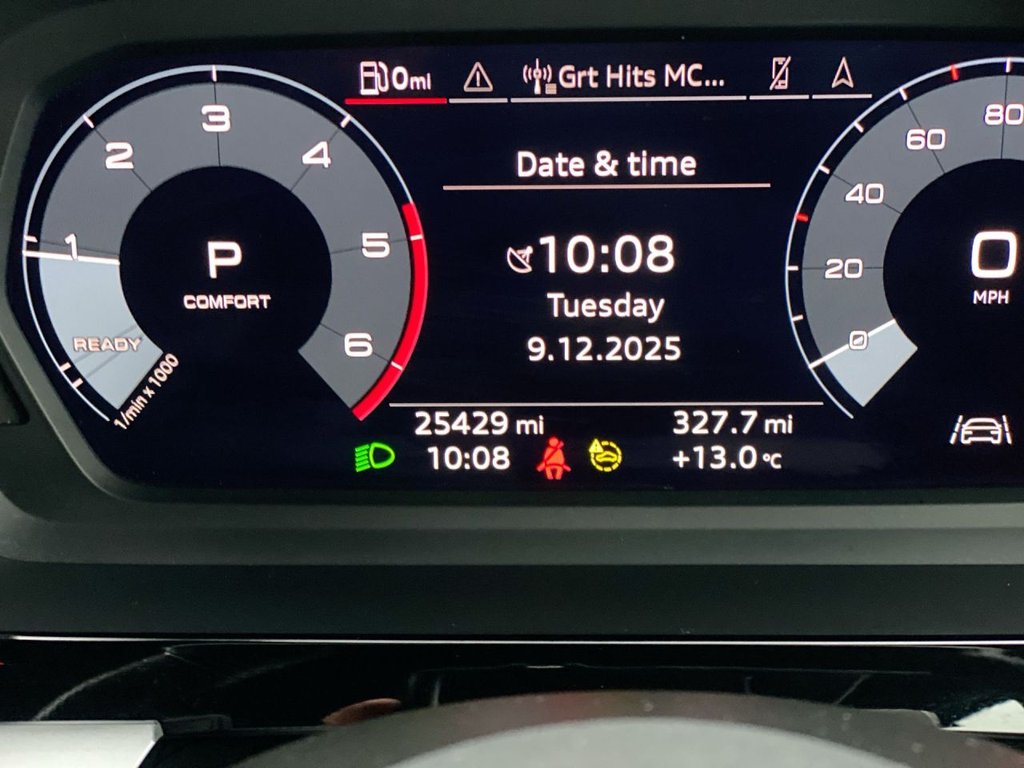 0mi
Grt Hits MC...
Date & time
10:08
Tuesday
9.12.2025
25429 mi
327.7 mi
10:08
+13.0 °C
1
2
3
4
5
6
P
COMFORT
READY
1/min x 1000
0
20
40
60
80
0
MPH